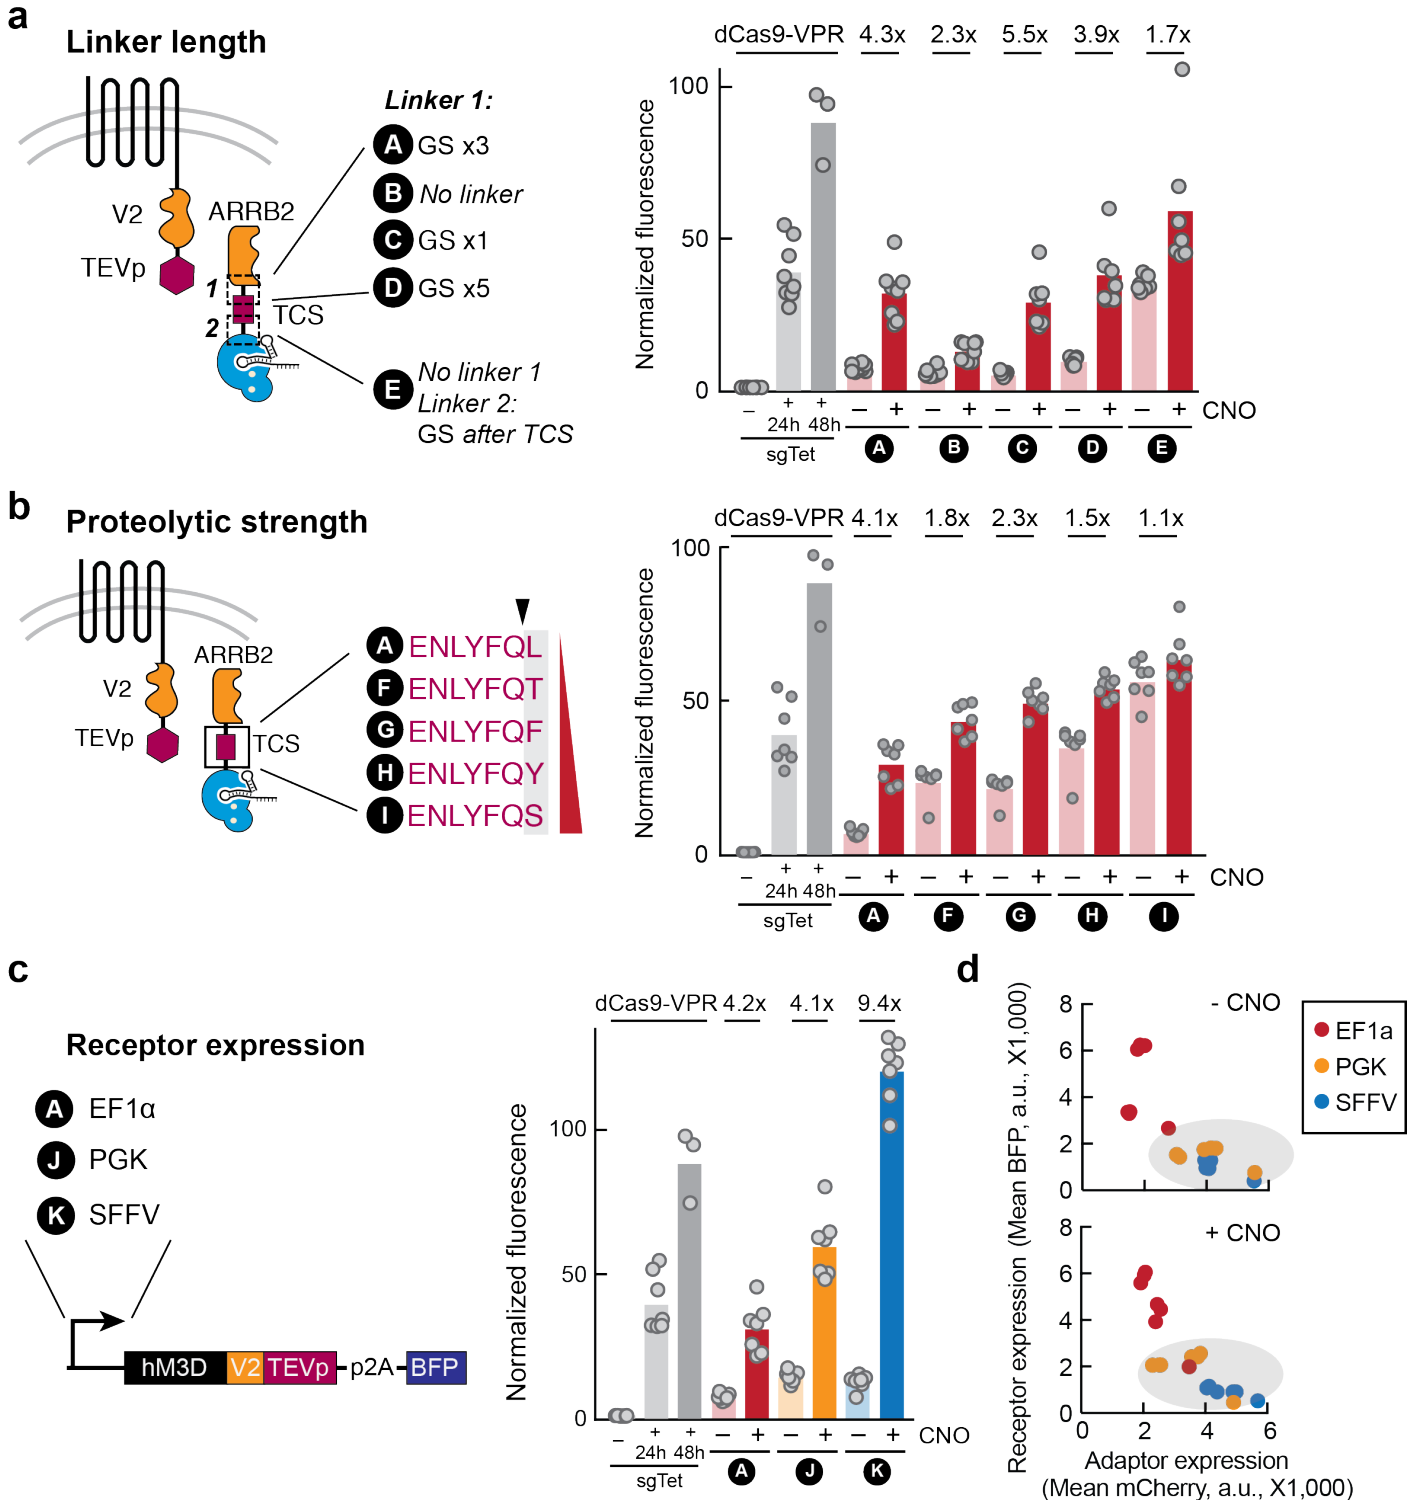 a
Linker length
Linker 1:
A GS x3
B No linker
C GS x1
D GS x5
E No linker 1
Linker 2:
GS after TCS
V2
ARRB2
TEVp
1
TCS
2
dCas9-VPR 4.3x 2.3x 5.5x 3.9x 1.7x
Normalized fluorescence
100
50
0
– + + – + – + – + – + – + CNO
24h 48h
sgTet A B C D E
b
Proteolytic strength
ARRB2
V2
TEVp
TCS
A ENLYFQL
F ENLYFQT
G ENLYFQF
H ENLYFQY
I ENLYFQS
dCas9-VPR 4.1x 1.8x 2.3x 1.5x 1.1x
Normalized fluorescence
100
50
0
– + + – + – + – + – + – + CNO
24h 48h
sgTet A F G H I
c
Receptor expression
A EF1α
J PGK
K SFFV
hM3D V2 TEVp p2A BFP
dCas9-VPR 4.2x 4.1x 9.4x
Normalized fluorescence
100
50
0
– + + – + – + – + CNO
24h 48h
sgTet A J K
d
Receptor expression (Mean BFP, a.u., X1,000)
- CNO
8
6
4
2
0
EF1a
PGK
SFFV
+ CNO
8
6
4
2
0
0 2 4 6
Adaptor expression
(Mean mCherry, a.u., X1,000)